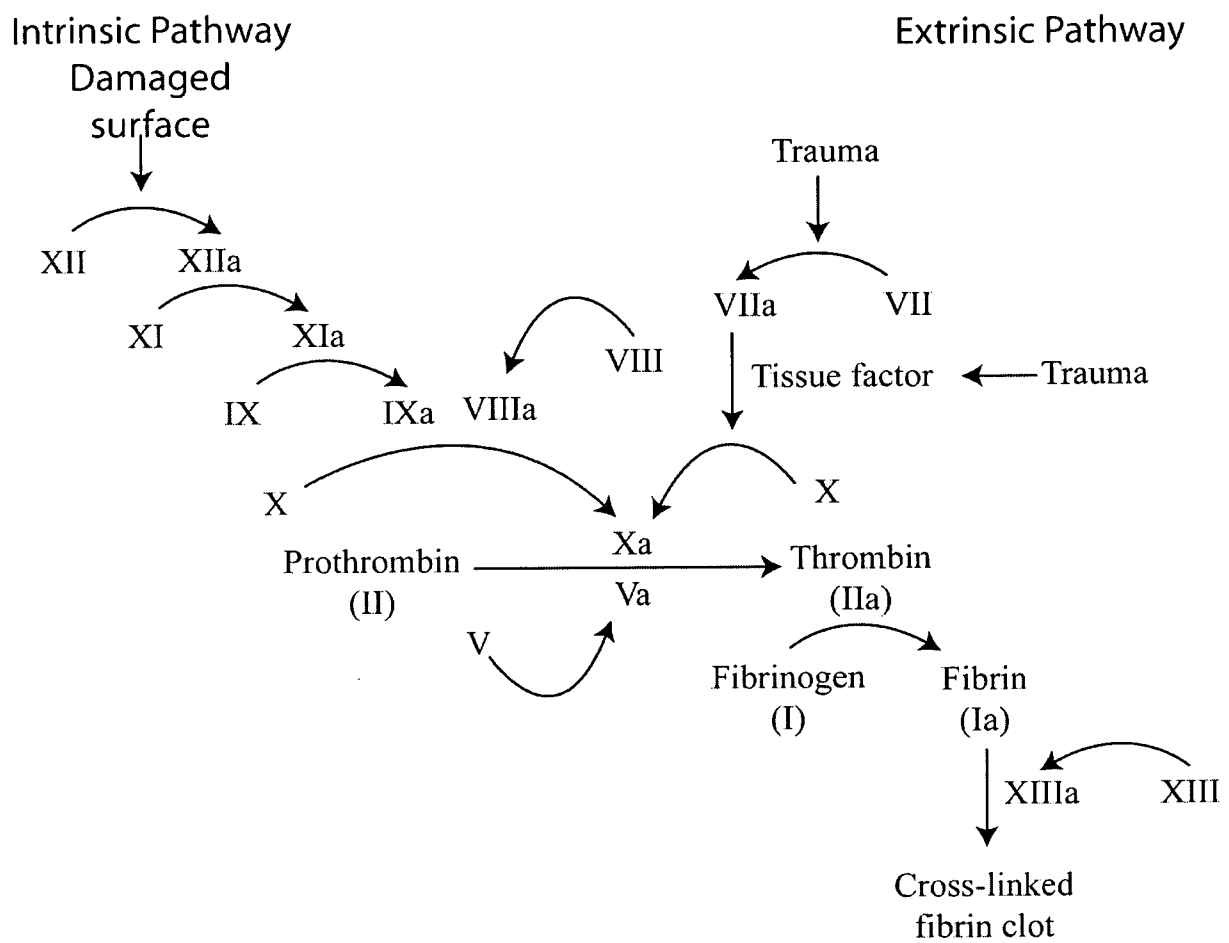 Intrinsic Pathway
Damaged
surface
Extrinsic Pathway
Trauma
XII
XIIa
VIIa
VII
XI
XIa
VIII
Tissue factor
Trauma
IX
IXa
VIIIa
X
X
Xa
Prothrombin
(II)
Thrombin
(IIa)
Va
V
Fibrinogen
(I)
Fibrin
(Ia)
XIIIa
XIII
Cross-linked
fibrin clot